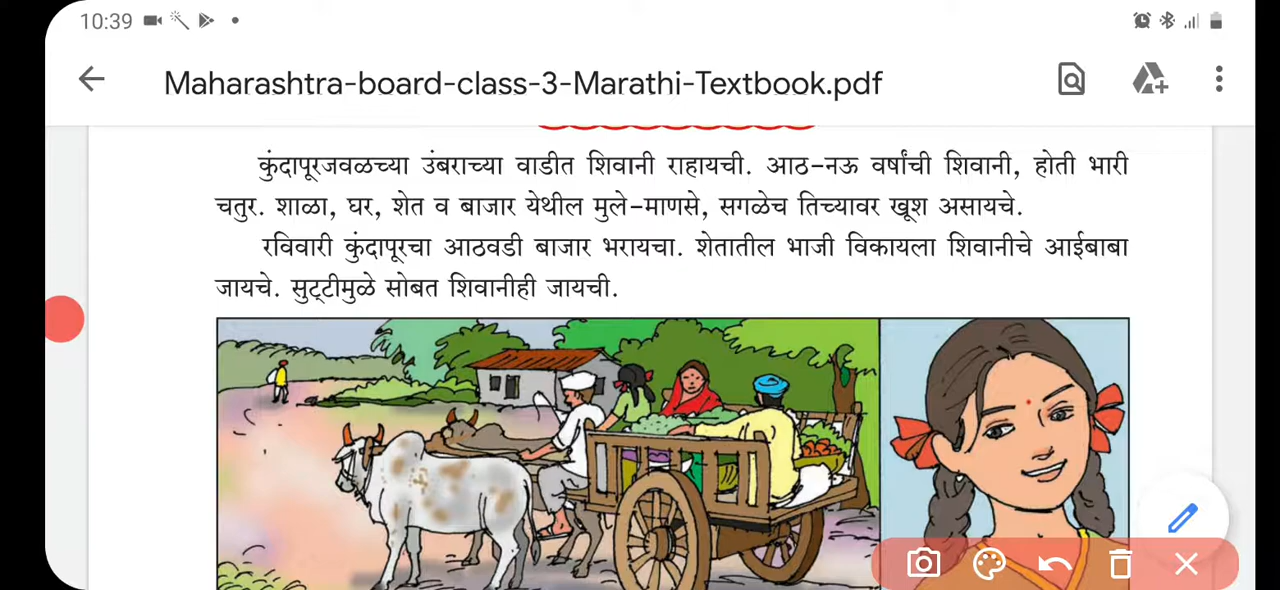 10:39
Maharashtra-board-class-3-Marathi-Textbook.pdf
कुंदापूरजवळच्या उंबराच्या वाडीत शिवानी राहायची. आठ-नऊ वर्षांची शिवानी, होती भारी
चतुर. शाळा, घर, शेत व बाजार येथील मुले-माणसे, सगळेच तिच्यावर खूश असायचे.
रविवारी कुंदापूरचा आठवडी बाजार भरायचा. शेतातील भाजी विकायला शिवानीचे आईबाबा
जायचे. सुट्टीमुळे सोबत शिवानीही जायची.